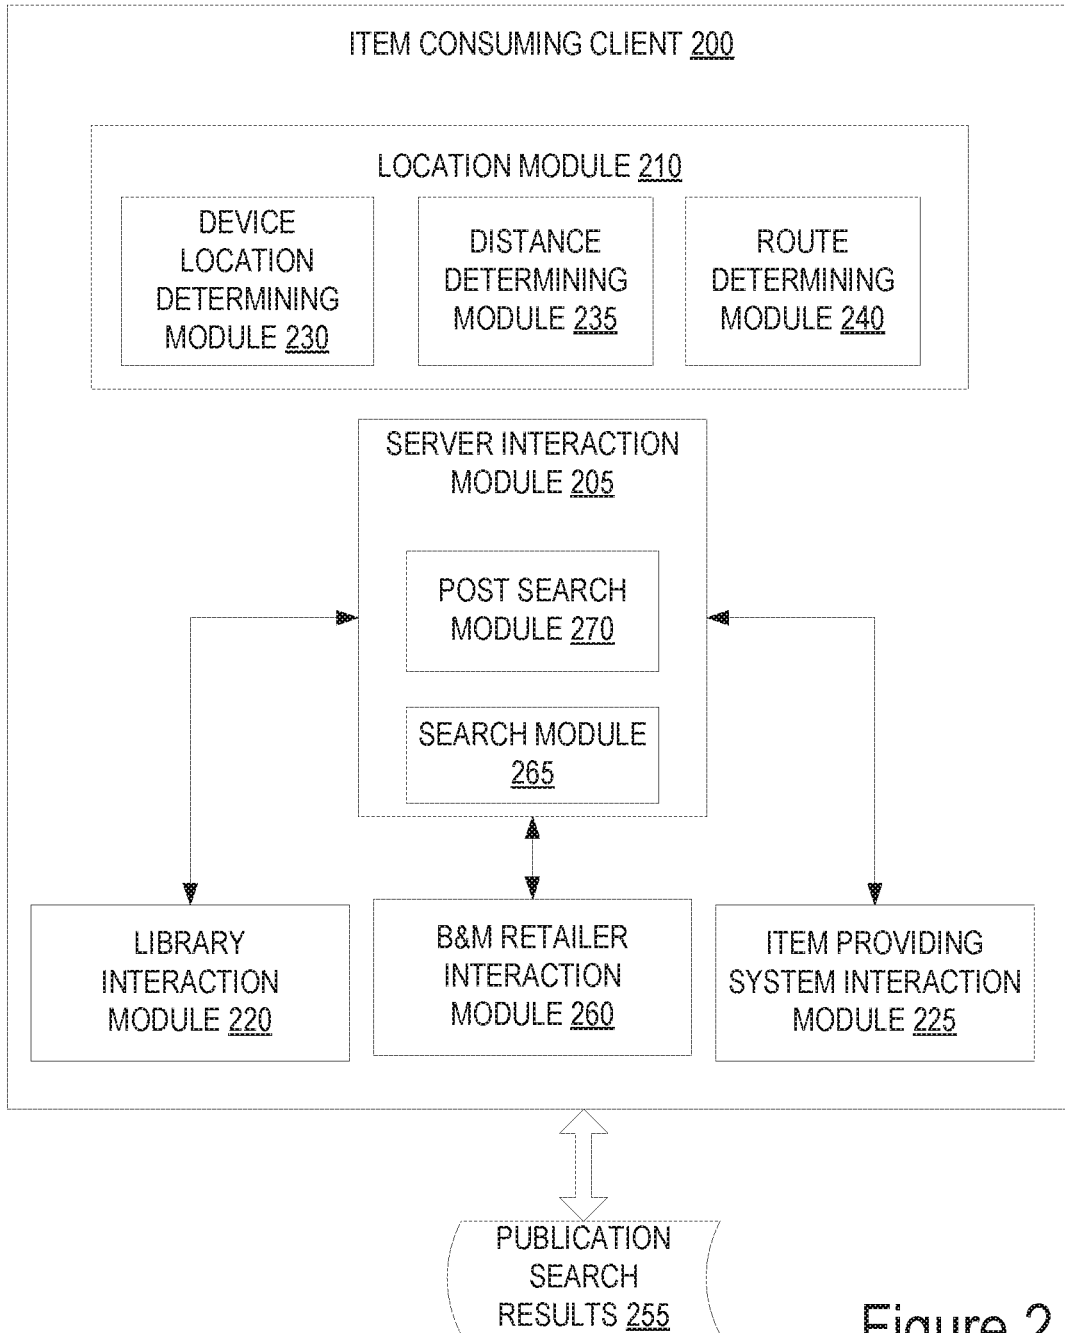 ITEM CONSUMING CLIENT 200
LOCATION MODULE 210
DEVICE
LOCATION
DETERMINING
MODULE 230
DISTANCE
DETERMINING
MODULE 235
ROUTE
DETERMINING
MODULE 240
SERVER INTERACTION
MODULE 205
POST SEARCH
MODULE 270
SEARCH MODULE
265
LIBRARY
INTERACTION
MODULE 220
B&M RETAILER
INTERACTION
MODULE 260
ITEM PROVIDING
SYSTEM INTERACTION
MODULE 225
PUBLICATION
SEARCH
RESULTS 255
Figure 2